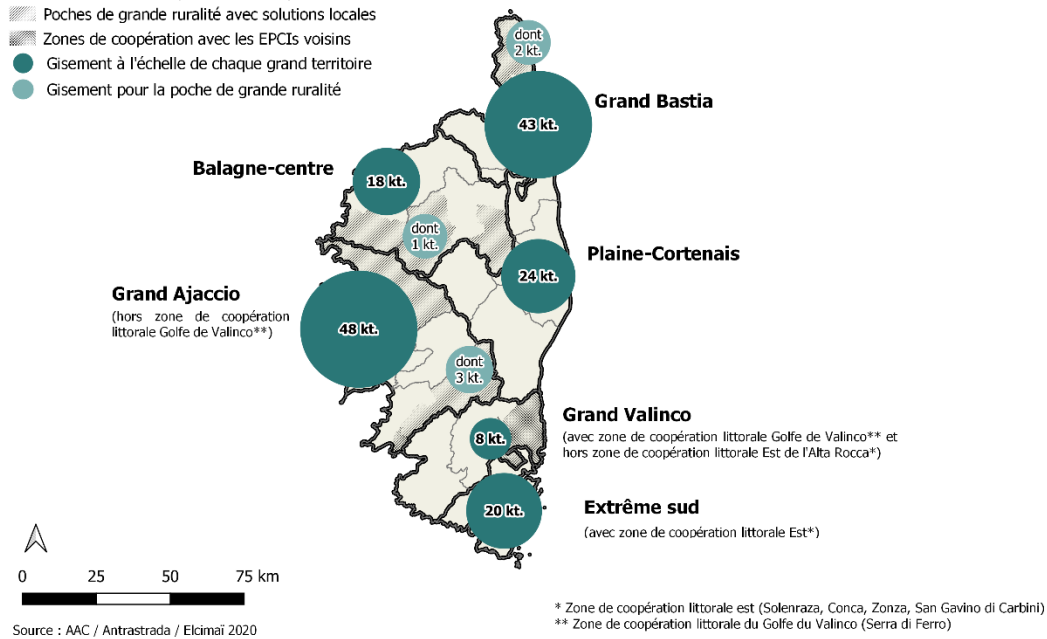 Poches de grande ruralité avec solutions locales
Zones de coopération avec les EPCIs voisins
Gisement à l'échelle de chaque grand territoire
Gisement pour la poche de grande ruralité
dont
2 kt.
Grand Bastia
43 kt.
Balagne-centre
18 kt.
dont
1 kt.
Plaine-Cortenais
24 kt.
Grand Ajaccio
(hors zone de coopération
littorale Golfe de Valinco**)
48 kt.
dont
3 kt.
Grand Valinco
(avec zone de coopération littorale Golfe de Valinco** et
hors zone de coopération littorale Est de l'Alta Rocca*)
8 kt.
Extrême sud
(avec zone de coopération littorale Est*)
20 kt.
0 25 50 75 km
* Zone de coopération littorale est (Solenraza, Conca, Zonza, San Gavino di Carbini)
** Zone de coopération littorale du Golfe du Valinco (Serra di Ferro)
Source : AAC / Antrastrada / Elcimaï 2020